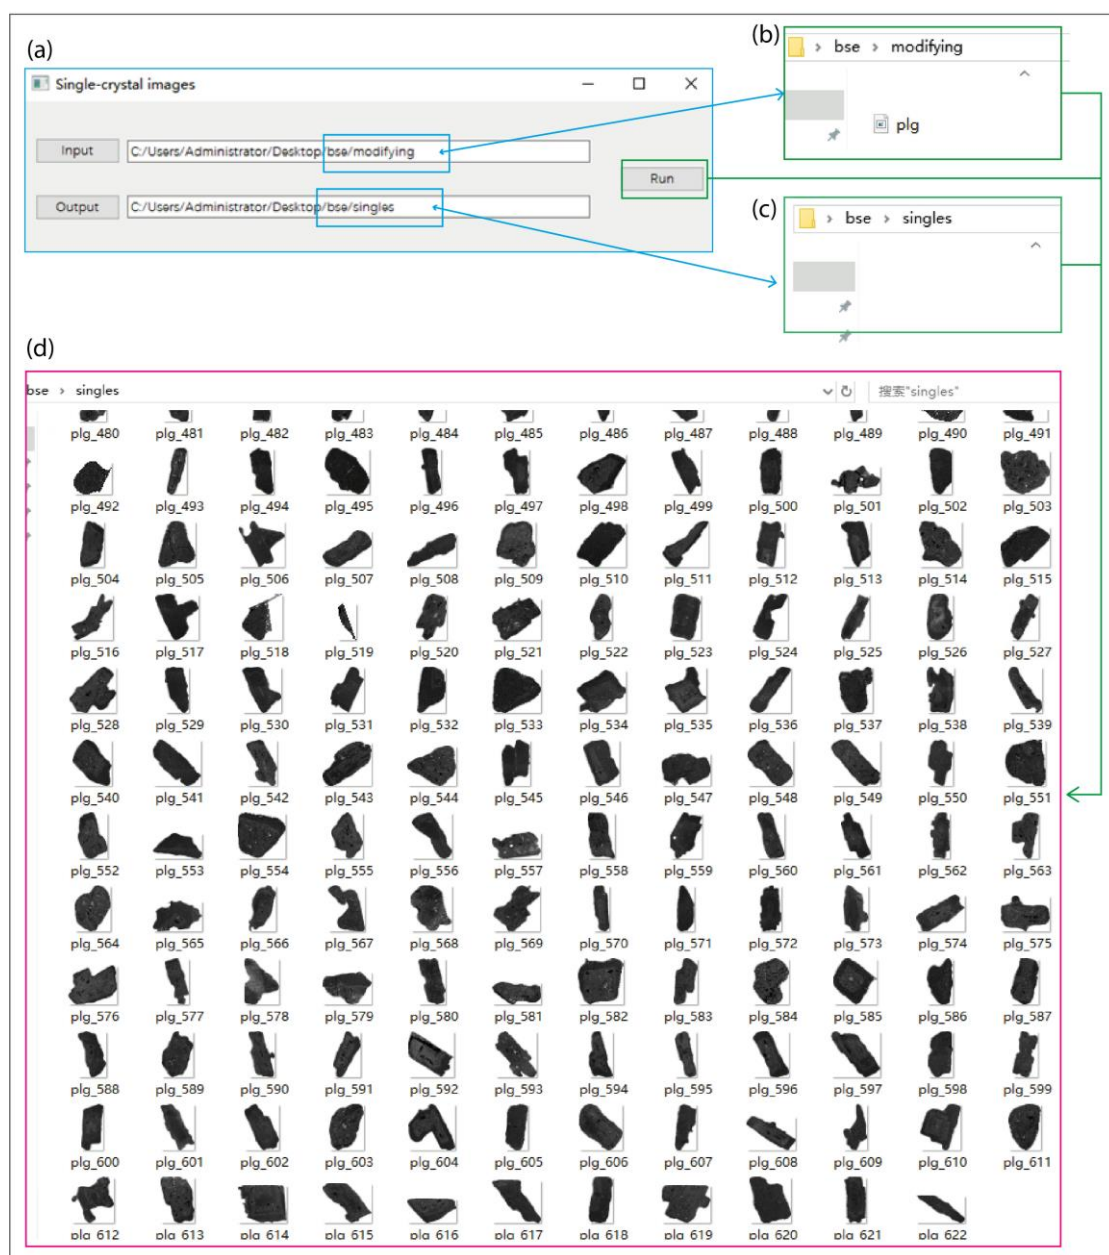 (a)
Single-crystal images
Input C:/Users/Administrator/Desktop/bse/modifying
Output C:/Users/Administrator/Desktop/bse/singles
Run
(b)
bse > modifying
plg
(c)
bse > singles
(d)
bse > singles 搜索"singles"
plg_480 plg_481 plg_482 plg_483 plg_484 plg_485 plg_486 plg_487 plg_488 plg_489 plg_490 plg_491
plg_492 plg_493 plg_494 plg_495 plg_496 plg_497 plg_498 plg_499 plg_500 plg_501 plg_502 plg_503
plg_504 plg_505 plg_506 plg_507 plg_508 plg_509 plg_510 plg_511 plg_512 plg_513 plg_514 plg_515
plg_516 plg_517 plg_518 plg_519 plg_520 plg_521 plg_522 plg_523 plg_524 plg_525 plg_526 plg_527
plg_528 plg_529 plg_530 plg_531 plg_532 plg_533 plg_534 plg_535 plg_536 plg_537 plg_538 plg_539
plg_540 plg_541 plg_542 plg_543 plg_544 plg_545 plg_546 plg_547 plg_548 plg_549 plg_550 plg_551
plg_552 plg_553 plg_554 plg_555 plg_556 plg_557 plg_558 plg_559 plg_560 plg_561 plg_562 plg_563
plg_564 plg_565 plg_566 plg_567 plg_568 plg_569 plg_570 plg_571 plg_572 plg_573 plg_574 plg_575
plg_576 plg_577 plg_578 plg_579 plg_580 plg_581 plg_582 plg_583 plg_584 plg_585 plg_586 plg_587
plg_588 plg_589 plg_590 plg_591 plg_592 plg_593 plg_594 plg_595 plg_596 plg_597 plg_598 plg_599
plg_600 plg_601 plg_602 plg_603 plg_604 plg_605 plg_606 plg_607 plg_608 plg_609 plg_610 plg_611
plg_612 plg_613 plg_614 plg_615 plg_616 plg_617 plg_618 plg_619 plg_620 plg_621 plg_622